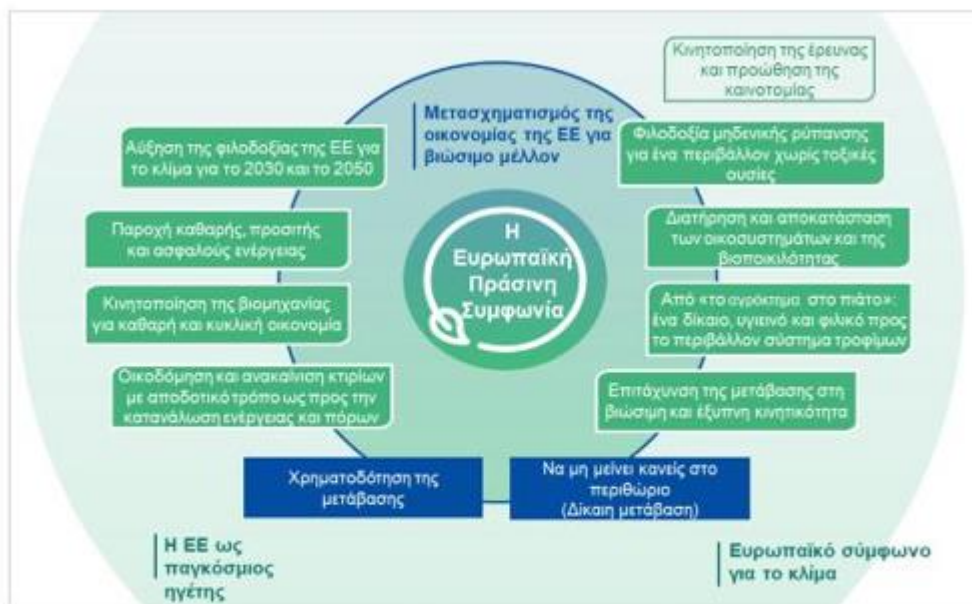 Κινητοποίηση της έρευνας
και προώθηση της
καινοτομίας
Μετασχηματισμός της
οικονομίας της ΕΕ για
βιώσιμο μέλλον
Αύξηση της φιλοδοξίας της ΕΕ για
το κλίμα για το 2030 και το 2050
Φιλοδοξία μηδενικής ρύπανσης
για ένα περιβάλλον χωρίς τοξικές
ουσίες
Παροχή καθαρής, προσιτής
και ασφαλούς ενέργειας
Διατήρηση και αποκατάσταση
των οικοσυστημάτων και της
βιοποικιλότητας
Η
Ευρωπαϊκή
Πράσινη
Συμφωνία
Κινητοποίηση της βιομηχανίας
για καθαρή και κυκλική οικονομία
Από «το αγρόκτημα στο πιάτο»:
ένα δίκαιο, υγιεινό και φιλικό προς
το περιβάλλον σύστημα τροφίμων
Οικοδόμηση και ανακαίνιση κτιρίων
με αποδοτικό τρόπο ως προς την
κατανάλωση ενέργειας και πόρων
Επιτάχυνση της μετάβασης στη
βιώσιμη και έξυπνη κινητικότητα
Χρηματοδότηση της
μετάβασης
Να μη μείνει κανείς στο
περιθώριο
(Δίκαιη μετάβαση)
Η ΕΕ ως
παγκόσμιος
ηγέτης
Ευρωπαϊκό σύμφωνο
για το κλίμα